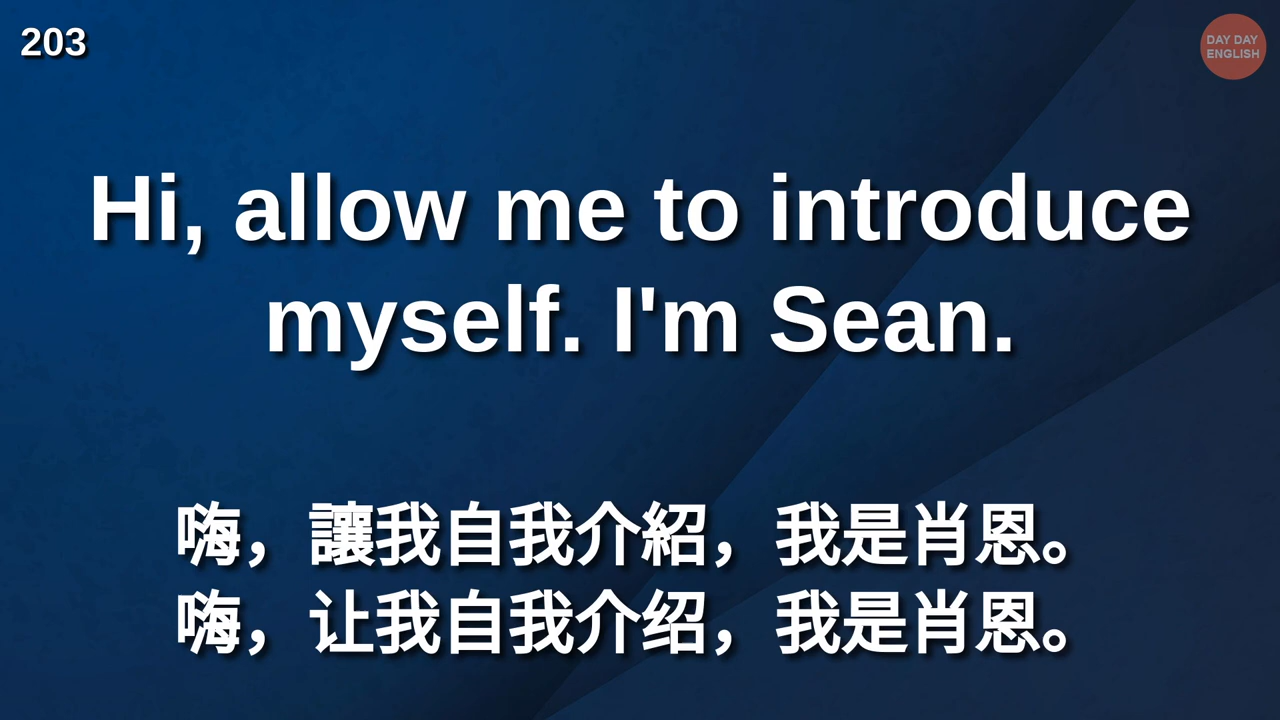 203
DAY DAY
ENGLISH
Hi, allow me to introduce
myself. I'm Sean.
嗨，讓我自我介紹，我是肖恩。
嗨，让我自我介绍，我是肖恩。